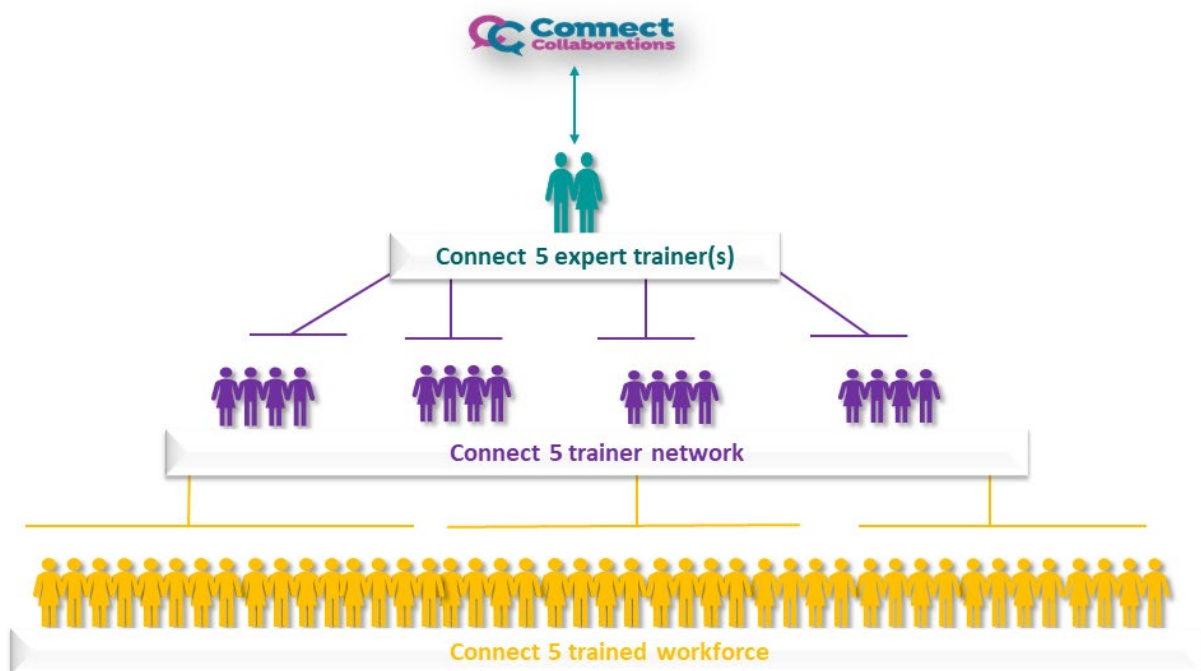 Connect
Collaborations
Connect 5 expert trainer(s)
Connect 5 trainer network
Connect 5 trained workforce